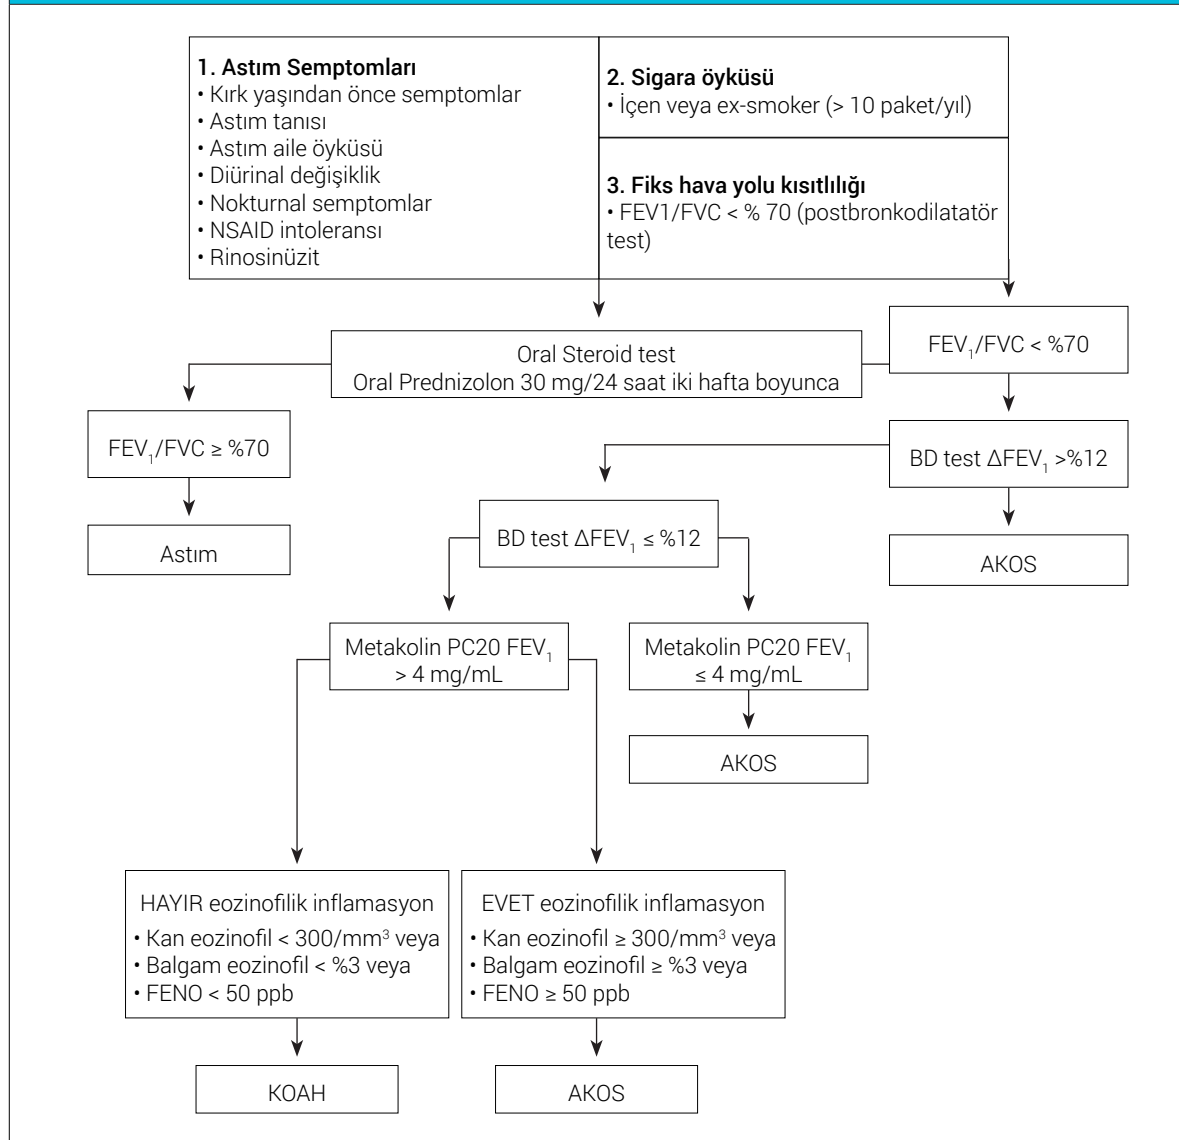 1. Astım Semptomları
• Kırk yaşından önce semptomlar
• Astım tanısı
• Astım aile öyküsü
• Diürinal değişiklik
• Nokturnal semptomlar
• NSAID intoleransı
• Rinosinüzit
2. Sigara öyküsü
• İçen veya ex-smoker (> 10 paket/yıl)
3. Fiks hava yolu kısıtlılığı
• FEV1/FVC < % 70 (postbronkodilatatör
test)
Oral Steroid test
Oral Prednizolon 30 mg/24 saat iki hafta boyunca
FEV₁/FVC < %70
FEV₁/FVC ≥ %70
BD test ΔFEV₁ >%12
Astım
BD test ΔFEV₁ ≤ %12
AKOS
Metakolin PC20 FEV₁
> 4 mg/mL
Metakolin PC20 FEV₁
≤ 4 mg/mL
AKOS
HAYIR eozinofilik inflamasyon
• Kan eozinofil < 300/mm³ veya
• Balgam eozinofil < %3 veya
• FENO < 50 ppb
EVET eozinofilik inflamasyon
• Kan eozinofil ≥ 300/mm³ veya
• Balgam eozinofil ≥ %3 veya
• FENO ≥ 50 ppb
KOAH
AKOS